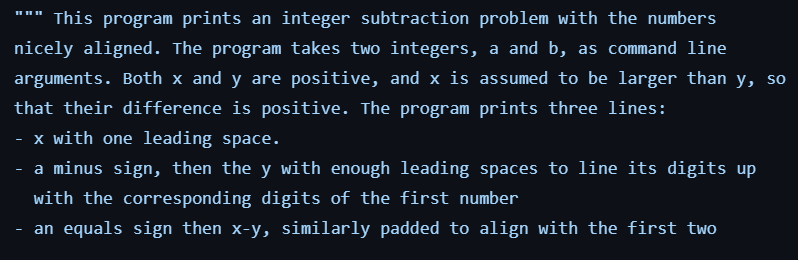 """ This program prints an integer subtraction problem with the numbers
nicely aligned. The program takes two integers, a and b, as command line
arguments. Both x and y are positive, and x is assumed to be larger than y, so
that their difference is positive. The program prints three lines:
- x with one leading space.
- a minus sign, then the y with enough leading spaces to line its digits up
  with the corresponding digits of the first number
- an equals sign then x-y, similarly padded to align with the first two